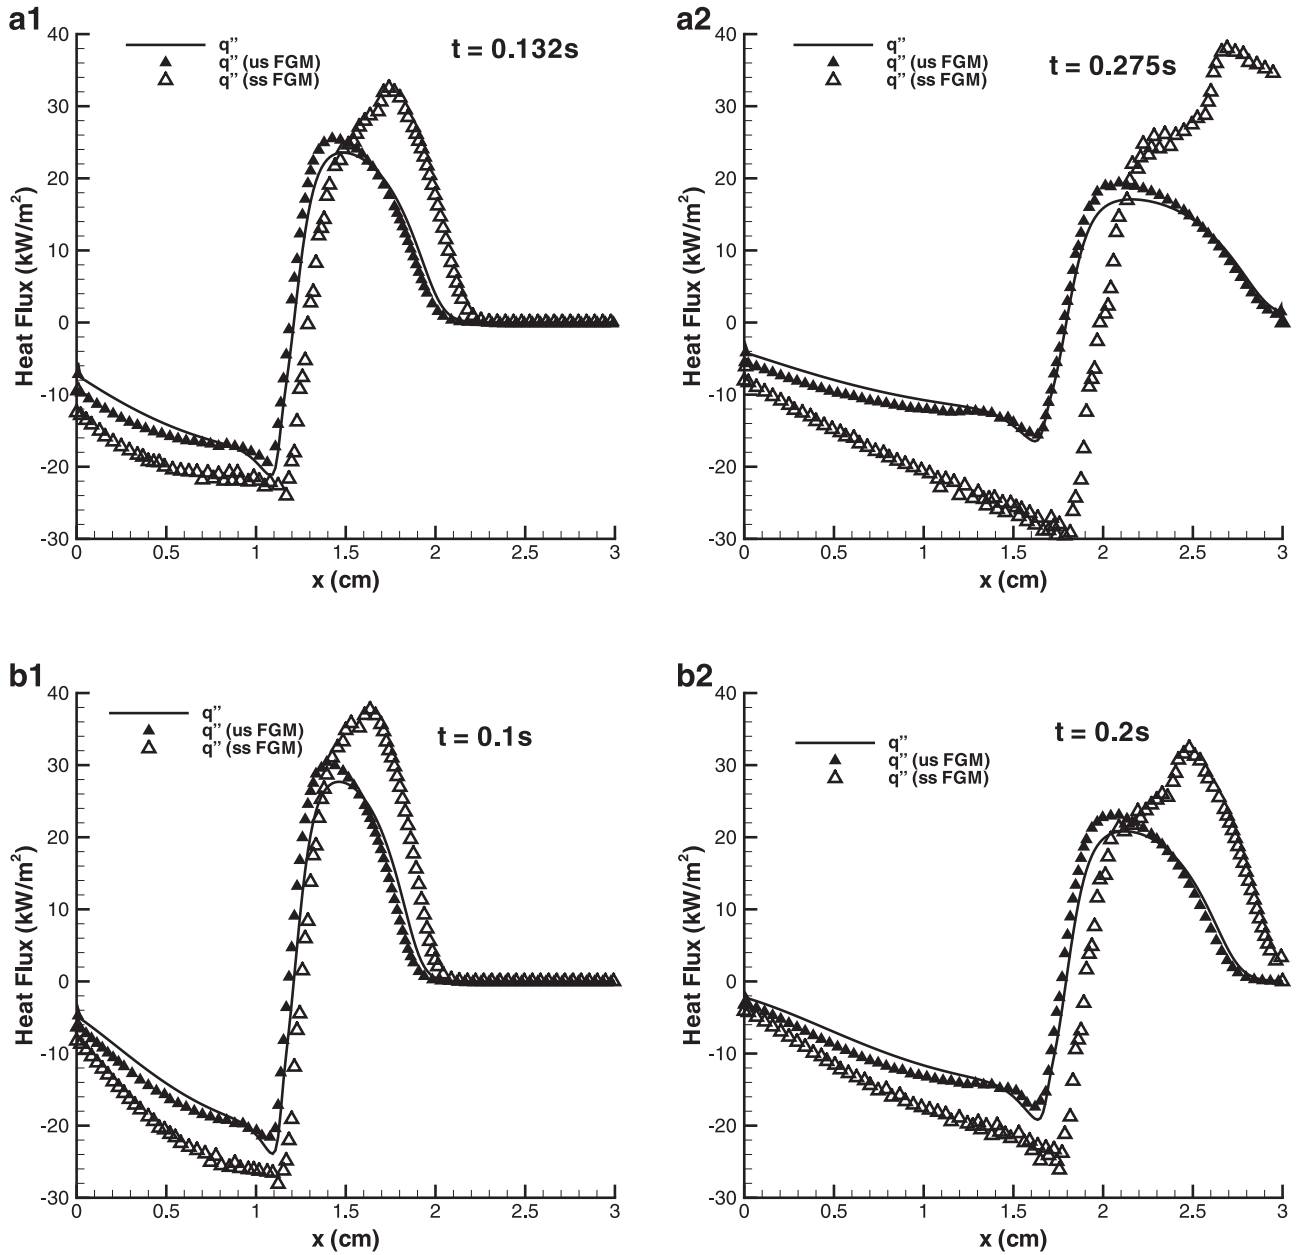 a1
q"
q" (us FGM)
q" (ss FGM)
t = 0.132s
40
30
20
10
0
-10
-20
-30
Heat Flux (kW/m²)
0
0.5
1
1.5
2
2.5
3
x (cm)
a2
q"
q" (us FGM)
q" (ss FGM)
t = 0.275s
40
30
20
10
0
-10
-20
-30
Heat Flux (kW/m²)
0
0.5
1
1.5
2
2.5
3
x (cm)
b1
q"
q" (us FGM)
q" (ss FGM)
t = 0.1s
40
30
20
10
0
-10
-20
-30
Heat Flux (kW/m²)
0
0.5
1
1.5
2
2.5
3
x (cm)
b2
q"
q" (us FGM)
q" (ss FGM)
t = 0.2s
40
30
20
10
0
-10
-20
-30
Heat Flux (kW/m²)
0
0.5
1
1.5
2
2.5
3
x (cm)